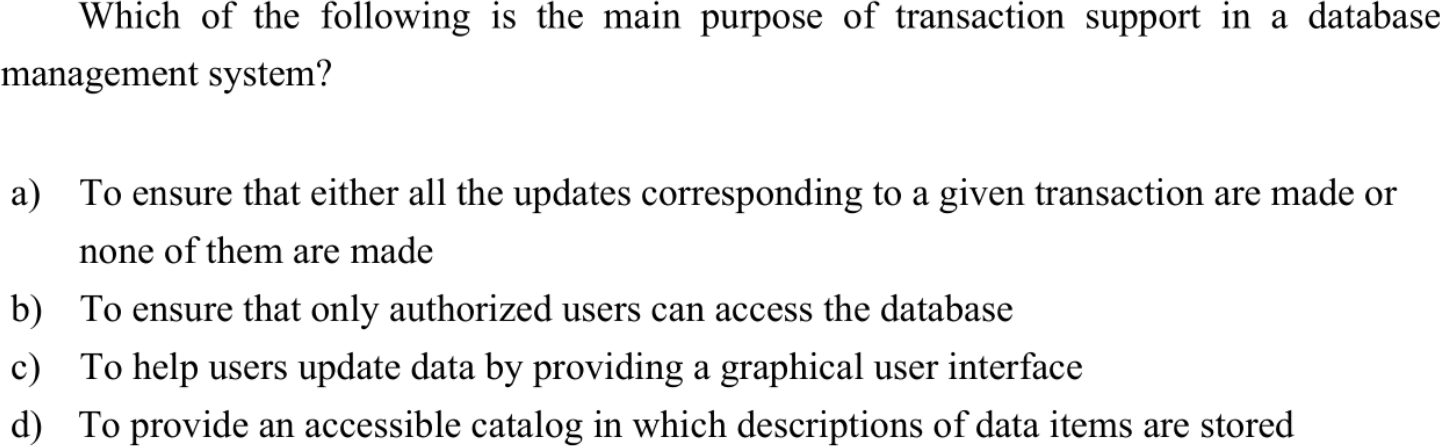 Which of the following is the main purpose of transaction support in a database
management system?
a) To ensure that either all the updates corresponding to a given transaction are made or
none of them are made
b) To ensure that only authorized users can access the database
c) To help users update data by providing a graphical user interface
d) To provide an accessible catalog in which descriptions of data items are stored